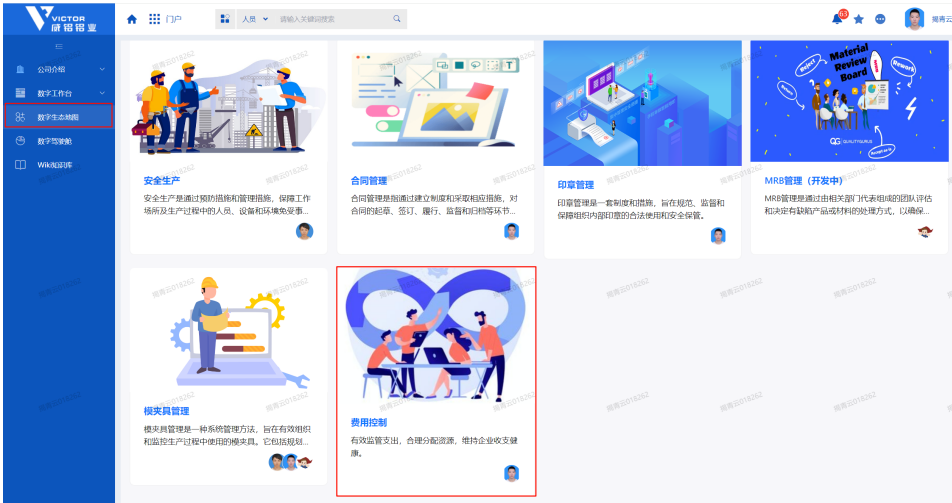 VICTOR
威铝铝业
门户
人员
请输入关键词搜索
63
揭青云
公司介绍
数字工作台
数字生态地图
数字驾驶舱
Wiki知识库
安全生产
安全生产是通过预防措施和管理措施，保障工作
场所及生产过程中的人员、设备和环境免受事...
合同管理
合同管理是指通过建立制度和采取相应措施，对
合同的起草、签订、履行、监督和归档等环节...
印章管理
印章管理是一套制度和措施，旨在规范、监督和
保障组织内部印章的合法使用和安全保管。
Material
Review
Board
Reject
Rework
QUALITYGURUS
MRB管理（开发中）
MRB管理是通过由相关部门代表组成的团队评估
和决定有缺陷产品或材料的处理方式，以确保...
模夹具管理
模夹具管理是一种系统管理方法，旨在有效组织
和监控生产过程中使用的模夹具。它包括规划...
费用控制
有效监管支出，合理分配资源，维持企业收支健
康。
揭青云018262